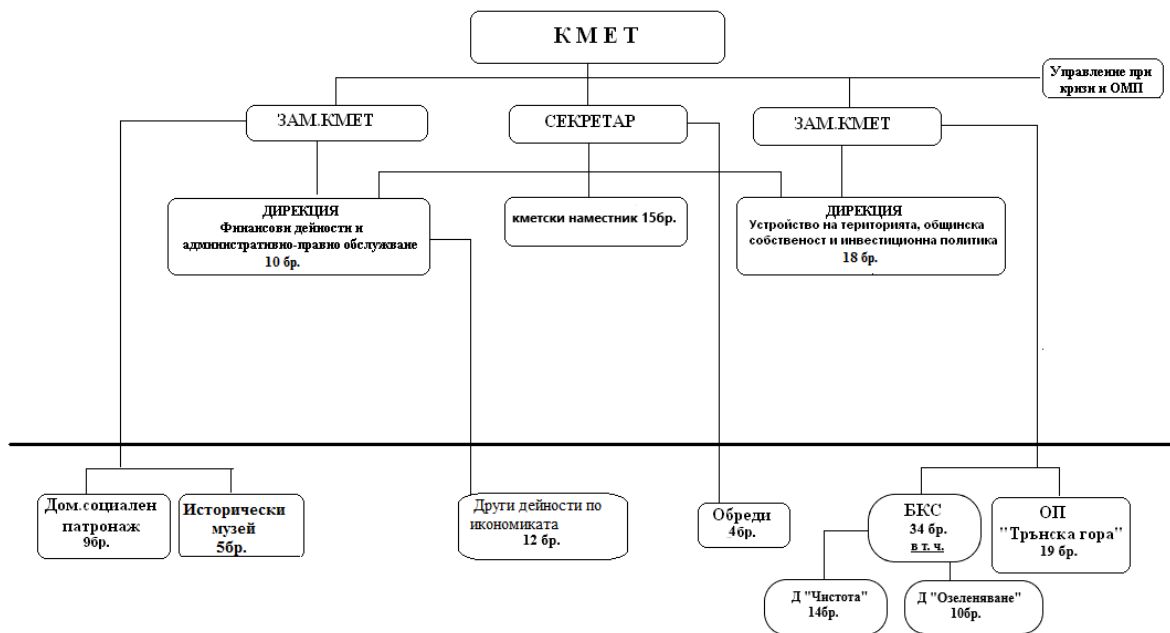 К М Е Т
Управление при
кризи и ОМП
ЗАМ.КМЕТ
СЕКРЕТАР
ЗАМ.КМЕТ
ДИРЕКЦИЯ
Финансови дейности и
административно-правно обслужване
10 бр.
кметски наместник 15бр.
ДИРЕКЦИЯ
Устройство на територията, общинска
собственост и инвестиционна политика
18 бр.
Дом.социален
патронаж
9бр.
Исторически
музей
5бр.
Други дейности по
икономиката
12 бр.
Обреди
4бр.
БКС
34 бр.
в т. ч.
ОП
"Трънска гора"
19 бр.
Д "Чистота"
14бр.
Д "Озеленяване"
10бр.